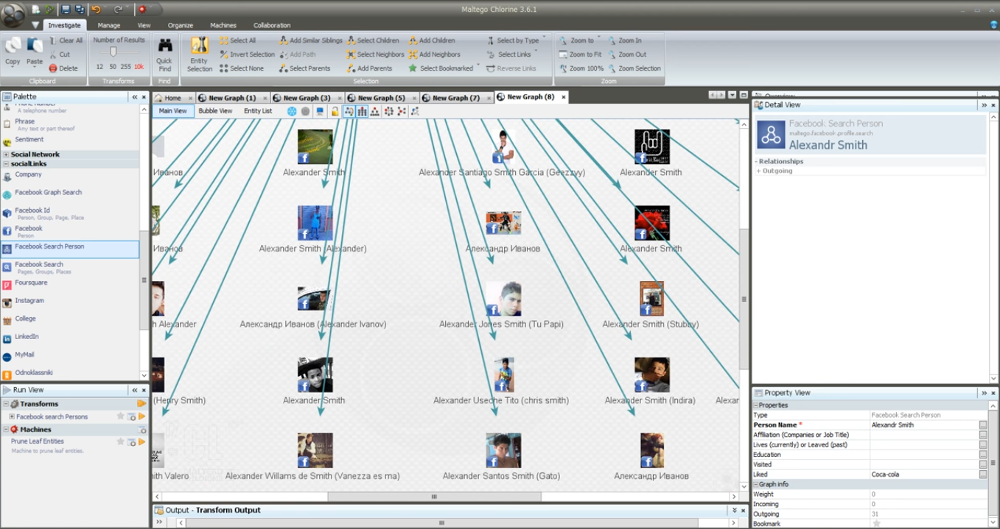 Maltego Chlorine 3.6.1
Investigate Manage View Organize Machines Collaboration
Copy
Paste
Clear All
Cut
Delete
Clipboard
Number of Results
12 50 255 10k
Transforms
Quick Find
Find
Entity Selection
Select All
Invert Selection
Select None
Add Similar Siblings
Add Path
Select Parents
Select Children
Select Neighbors
Add Parents
Add Children
Add Neighbors
Select Bookmarked
Select by Type
Select Links
Reverse Links
Selection
Zoom to
Zoom to Fit
Zoom 100%
Zoom In
Zoom Out
Zoom Selection
Zoom
Palette
Phone Number
A telephone number
Phrase
Any text or part thereof
Sentiment
Social Network
socialLinks
Company
Facebook Graph Search
Facebook Id
Person, Group, Page, Place
Facebook
Person
Facebook Search Person
Facebook Search
Pages, Groups, Places
Foursquare
Instagram
College
LinkedIn
MyMail
Odnoklassniki
Run View
Transforms
Facebook search Persons
Machines
Prune Leaf Entities
Machine to prune leaf entities.
Home New Graph (1) New Graph (3) New Graph (5) New Graph (7) New Graph (8)
Main View Bubble View Entity List
Иванов
Alexander Smith
Alexander Santiago Smith Garcia (Geezzyy)
Alexander Smith
Иванов
Alexander Smith (Alexander)
Александр Иванов
Alexander Smith
h Alexander
Александр Иванов (Alexander Ivanov)
Alexander Jones Smith (Tu Papi)
Alexander Smith (Stubby)
(Henry Smith)
Alexander Smith
Alexander Useche Tito (chris smith)
Alexander Smith (Indira)
Alexar
ith Valero
Alexander Willams de Smith (Vanezza es ma)
Alexander Santos Smith (Gato)
Александр Иванов
Output - Transform Output
Overview
Detail View
Facebook Search Person
maltego.facebook.profile.search
Alexandr Smith
- Relationships
+ Outgoing
Property View
Properties
Type Facebook Search Person
Person Name * Alexandr Smith
Affiliation (Companies or Job Title)
Lives (currently) or Leaved (past)
Education
Visited
Liked Coca-cola
Graph info
Weight 0
Incoming 0
Outgoing 31
Bookmark